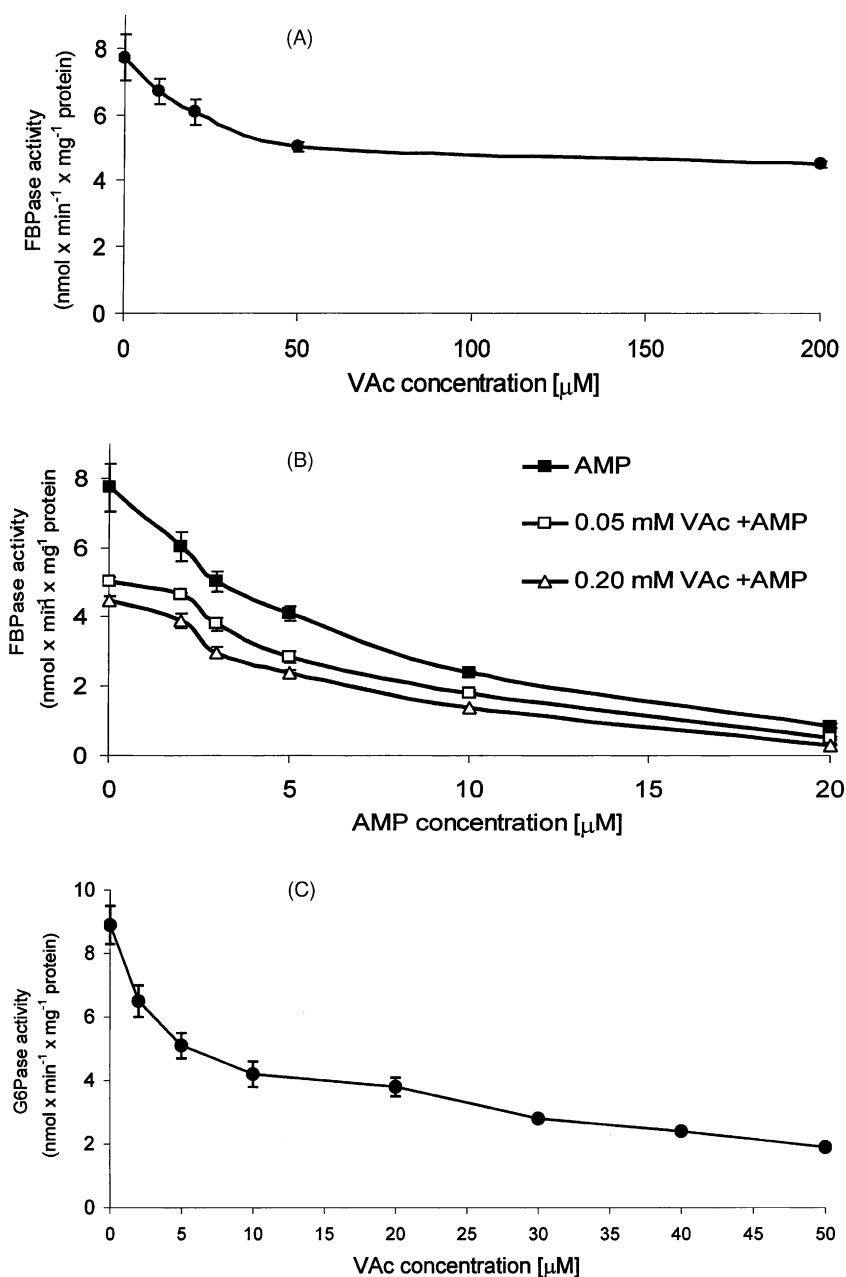 (A)
FBPase activity
(nmol x min⁻¹ x mg⁻¹ protein)
8
6
4
2
0
0 50 100 150 200
VAc concentration [μM]
(B)
FBPase activity
(nmol x min⁻¹ x mg⁻¹ protein
8
6
4
2
0
AMP
0.05 mM VAc +AMP
0.20 mM VAc +AMP
0 5 10 15 20
AMP concentration [μM]
(C)
G6Pase activity
(nmol x min⁻¹ x mg⁻¹ protein)
10
8
6
4
2
0
0 5 10 15 20 25 30 35 40 45 50
VAc concentration [μM]